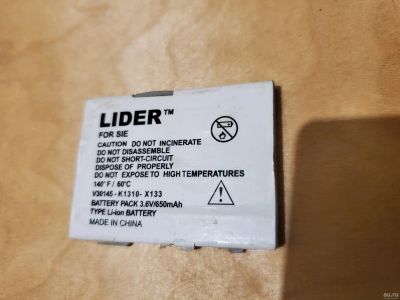 LIDER™
FOR SIE
CAUTION DO NOT INCINERATE
DO NOT DISASSEMBLE
DO NOT SHORT-CIRCUIT
DISPOSE OF PROPERLY
DO NOT EXPOSE TO HIGH TEMPERATURES
140°F / 60°C
V30145 - K1310- X133
BATTERY PACK 3.6V/650mAh
TYPE Li-ion BATTERY
MADE IN CHINA
au.ru